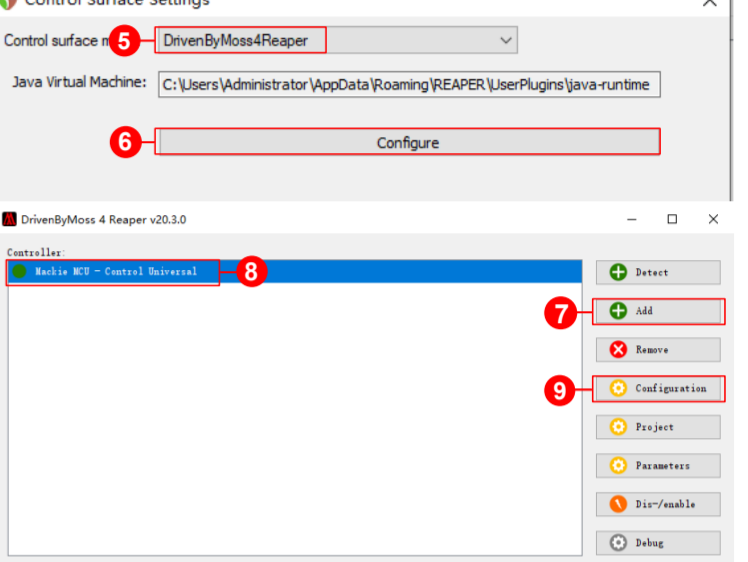 Control Surface Settings
Control surface m
5
DrivenByMoss4Reaper
Java Virtual Machine:
C:\Users\Administrator\AppData\Roaming\REAPER\UserPlugins\java-runtime
6
Configure
DrivenByMoss 4 Reaper v20.3.0
Controller:
Mackie MCU - Control Universal
8
Detect
7
Add
Remove
9
Configuration
Project
Parameters
Dis-/enable
Debug